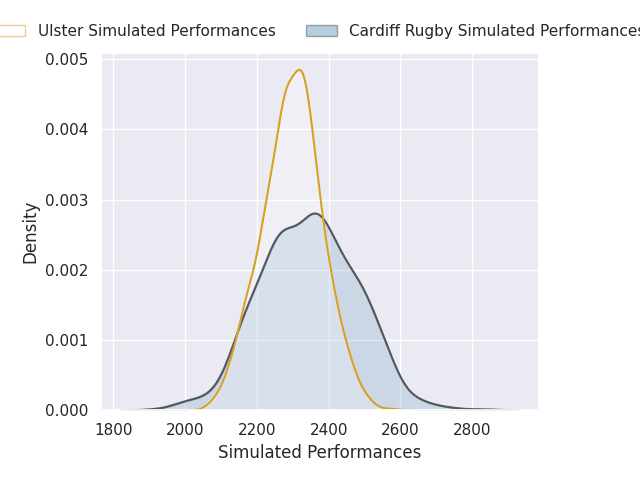 Ulster Simulated Performances
Cardiff Rugby Simulated Performances
0.005
0.004
0.003
0.002
0.001
0.000
Density
1800 2000 2200 2400 2600 2800
Simulated Performances